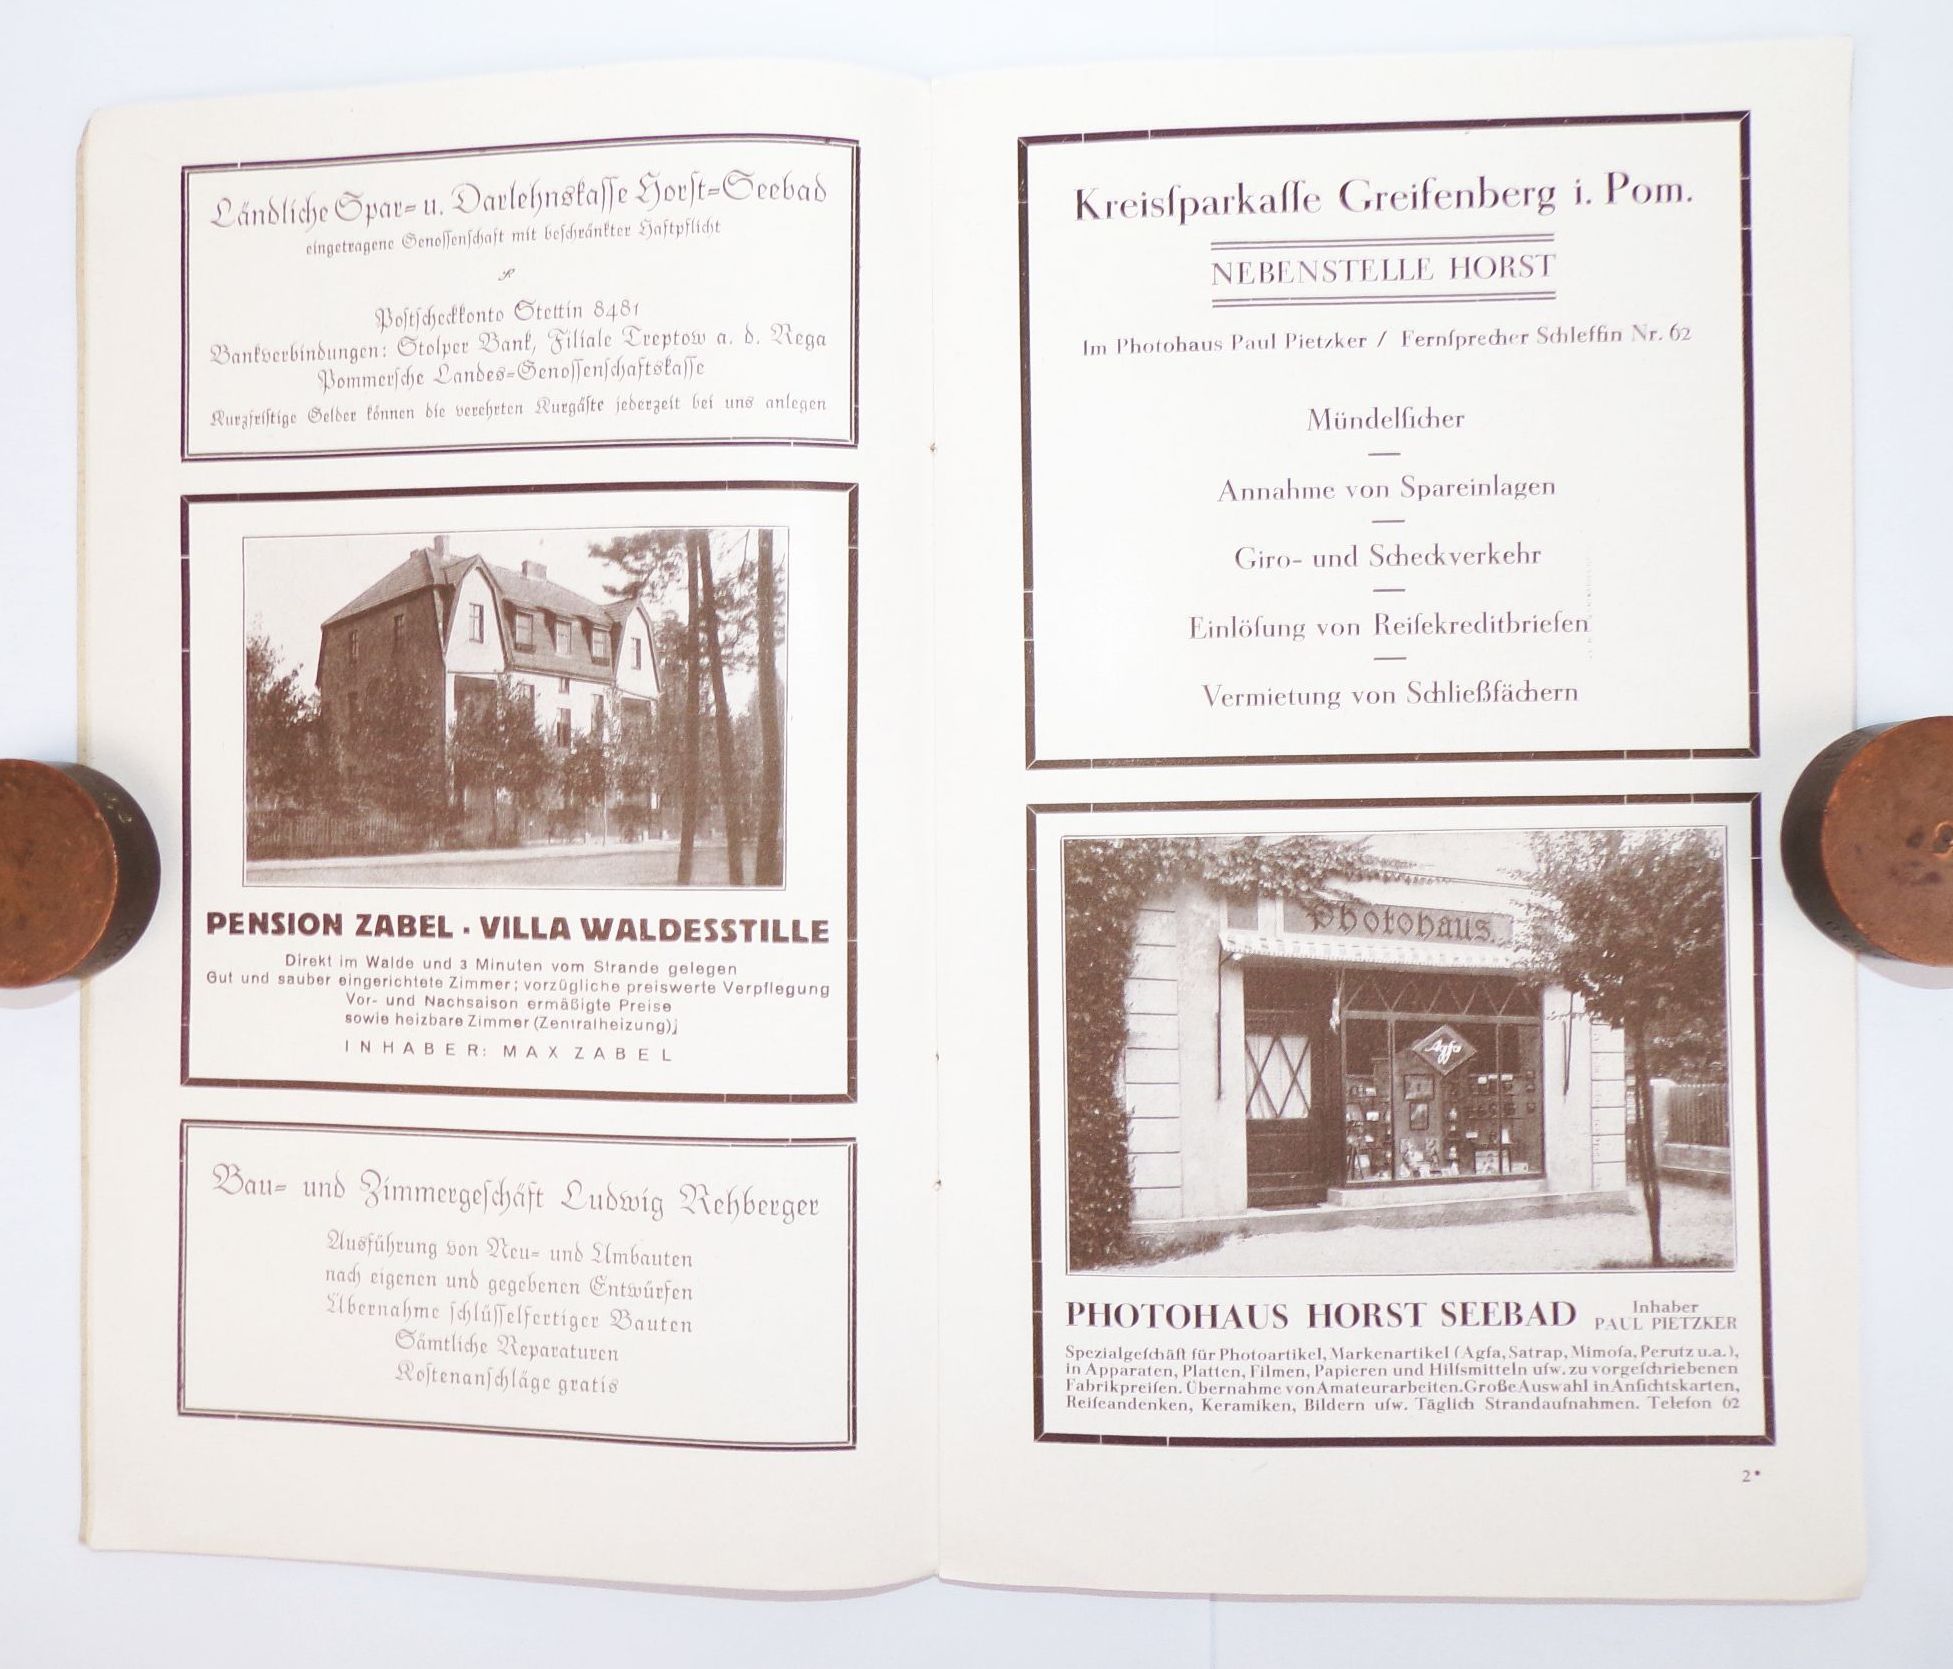 Ländliche Spar- u. Darlehnskaſſe Horſt-Seebad
eingetragene Genoſſenſchaft mit beſchränkter Haftpflicht
Poſtſcheckkonto Stettin 8481
Bankverbindungen: Stolper Bank, Filiale Treptow a. d. Rega
Pommerſche Landes-Genoſſenſchaftskaſſe
Kurzfriſtige Gelder können die verehrten Kurgäſte jederzeit bei uns anlegen
PENSION ZABEL · VILLA WALDESSTILLE
Direkt im Walde und 3 Minuten vom Strande gelegen
Gut und sauber eingerichtete Zimmer; vorzügliche preiswerte Verpflegung
Vor- und Nachsaison ermäßigte Preise
sowie heizbare Zimmer (Zentralheizung)
INHABER: MAX ZABEL
Bau- und Zimmergeſchäft Ludwig Rehberger
Ausführung von Neu- und Umbauten
nach eigenen und gegebenen Entwürfen
Übernahme ſchlüſſelfertiger Bauten
Sämtliche Reparaturen
Koſtenanſchläge gratis
Kreisſparkaſſe Greifenberg i. Pom.
NEBENSTELLE HORST
Im Photohaus Paul Pietzker / Fernſprecher Schleffin Nr. 62
Mündelſicher
Annahme von Spareinlagen
Giro- und Scheckverkehr
Einlöſung von Reiſekreditbriefen
Vermietung von Schließfächern
Photohaus.
Agfa
PHOTOHAUS HORST SEEBAD
Inhaber
PAUL PIETZKER
Spezialgeſchäft für Photoartikel, Markenartikel (Agfa, Satrap, Mimoſa, Perutz u.a.),
in Apparaten, Platten, Filmen, Papieren und Hilfsmitteln uſw. zu vorgeſchriebenen
Fabrikpreiſen. Übernahme von Amateurarbeiten. Große Auswahl in Anſichtskarten,
Reiſeandenken, Keramiken, Bildern uſw. Täglich Strandaufnahmen. Telefon 62
2*